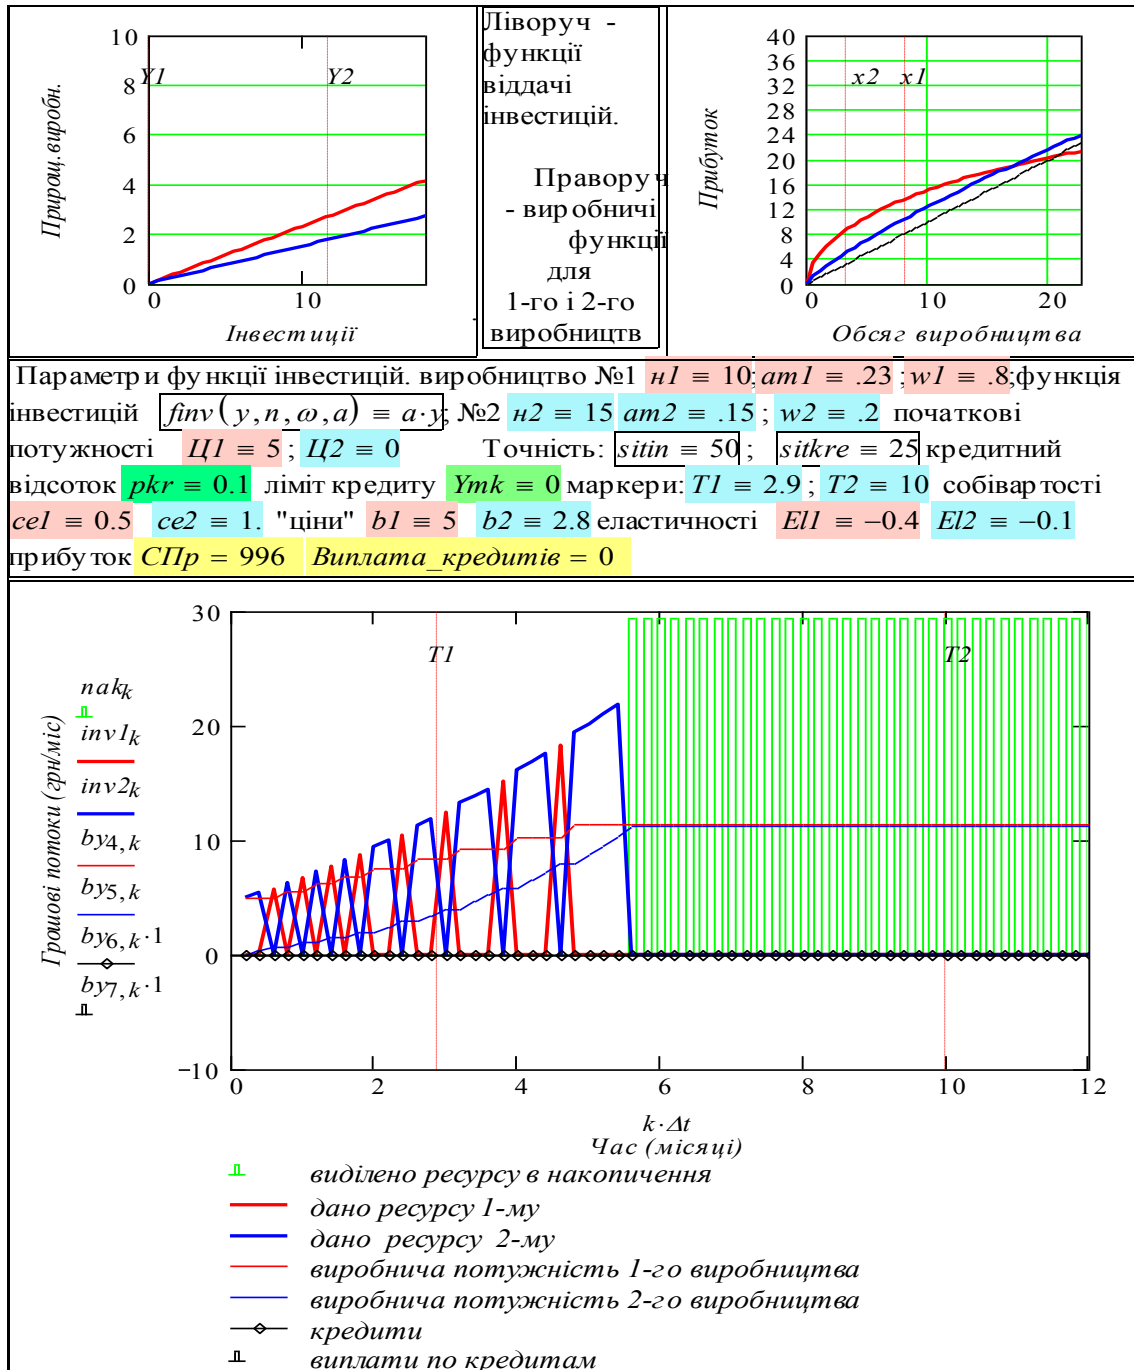 10
8
6
4
2
0
Y1
Y2
Прирощ.виробн.
0
10
Інвестиції
Ліворуч -
функції
віддачі
інвестицій.
Праворуч
- виробничі
функції
для
1-го і 2-го
виробництв
40
36
32
28
24
20
16
12
8
4
0
x2
x1
Прибуток
0
10
20
Обсяг виробництва
Параметри функції інвестицій. виробництво №1 н1 ≡ 10; am1 ≡ .23 ; w1 ≡ .8; функція
інвестицій finv(y, n, ω, a) ≡ a·y; №2 н2 ≡ 15 am2 ≡ .15 ; w2 ≡ .2 початкові
потужності Ц1 ≡ 5 ; Ц2 ≡ 0 Точність: sitin ≡ 50 ; sitkre ≡ 25 кредитний
відсоток pkr ≡ 0.1 ліміт кредиту Ymk ≡ 0 маркери: T1 ≡ 2.9 ; T2 ≡ 10 собівартості
ce1 ≡ 0.5 ce2 ≡ 1. "ціни" b1 ≡ 5 b2 ≡ 2.8 еластичності El1 ≡ −0.4 El2 ≡ −0.1
прибуток СПр = 996 Виплата_кредитів = 0
30
20
10
0
−10
T1
T2
Грошові потоки (грн/міс)
nakk
inv1k
inv2k
by4,k
by5,k
by6,k·1
by7,k·1
0
2
4
6
8
10
12
k·Δt
Час (місяці)
виділено ресурсу в накопичення
дано ресурсу 1-му
дано ресурсу 2-му
виробнича потужність 1-го виробництва
виробнича потужність 2-го виробництва
кредити
виплати по кредитам